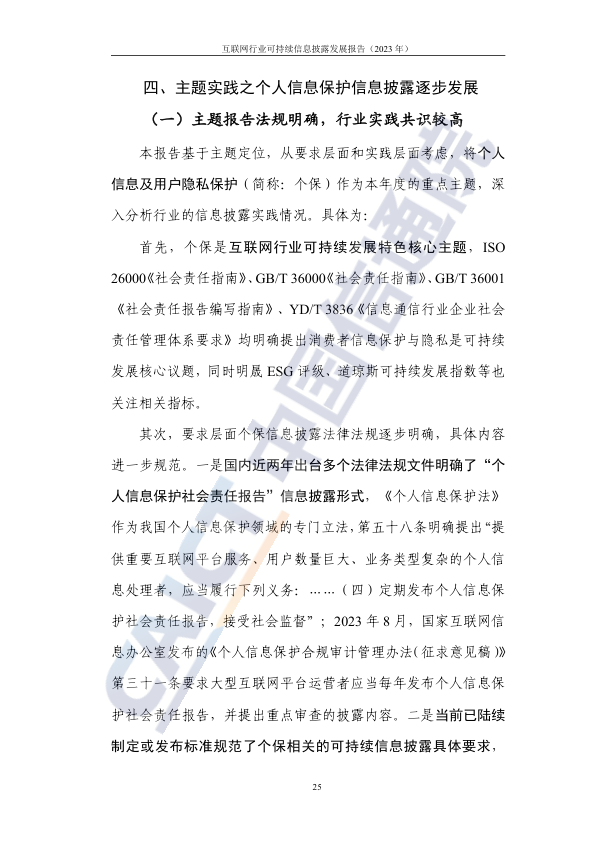 互联网行业可持续信息披露发展报告（2023 年）
四、主题实践之个人信息保护信息披露逐步发展
（一）主题报告法规明确，行业实践共识较高
本报告基于主题定位，从要求层面和实践层面考虑，将个人
信息及用户隐私保护（简称：个保）作为本年度的重点主题，深
入分析行业的信息披露实践情况。具体为：
首先，个保是互联网行业可持续发展特色核心主题，ISO
26000《社会责任指南》、GB/T 36000《社会责任指南》、GB/T 36001
《社会责任报告编写指南》、YD/T 3836《信息通信行业企业社会
责任管理体系要求》均明确提出消费者信息保护与隐私是可持续
发展核心议题，同时明晟 ESG 评级、道琼斯可持续发展指数等也
关注相关指标。
其次，要求层面个保信息披露法律法规逐步明确，具体内容
进一步规范。一是国内近两年出台多个法律法规文件明确了“个
人信息保护社会责任报告”信息披露形式，《个人信息保护法》
作为我国个人信息保护领域的专门立法，第五十八条明确提出“提
供重要互联网平台服务、用户数量巨大、业务类型复杂的个人信
息处理者，应当履行下列义务：……（四）定期发布个人信息保
护社会责任报告，接受社会监督”；2023 年 8 月，国家互联网信
息办公室发布的《个人信息保护合规审计管理办法（征求意见稿）》
第三十一条要求大型互联网平台运营者应当每年发布个人信息保
护社会责任报告，并提出重点审查的披露内容。二是当前已陆续
制定或发布标准规范了个保相关的可持续信息披露具体要求，
25
CAICT 中国信通院